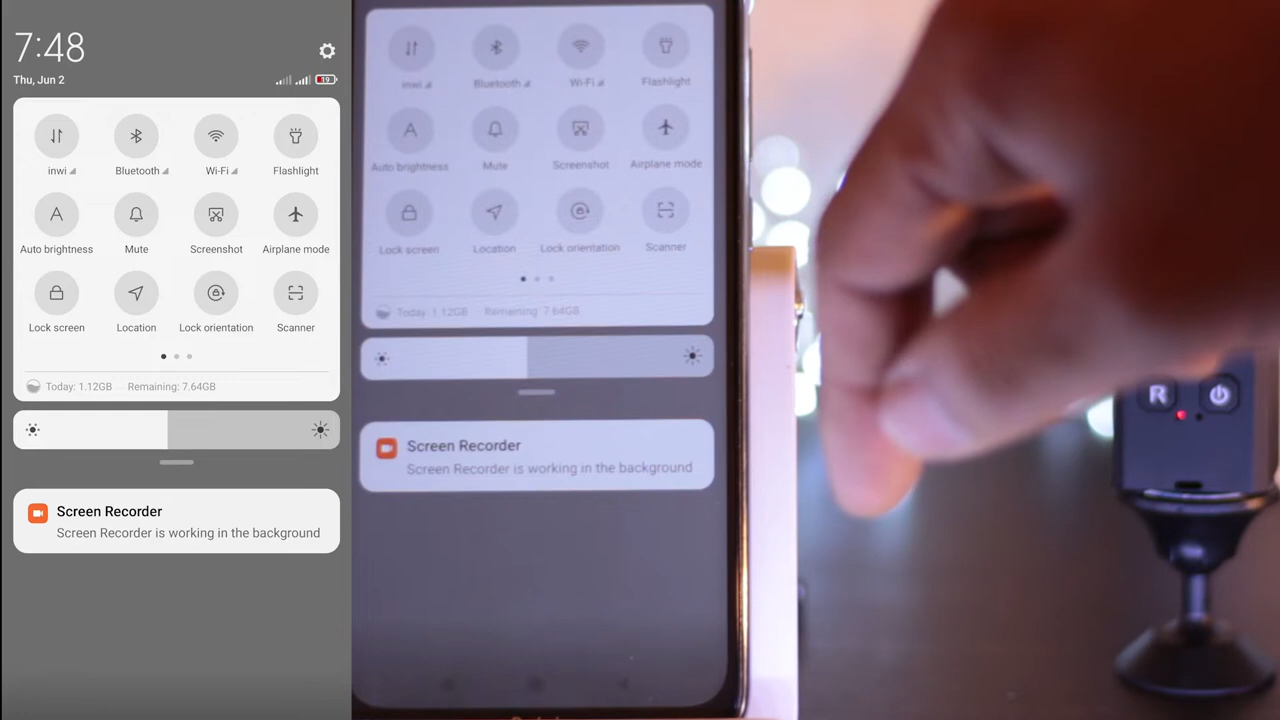 7:48
Thu, Jun 2
19
inwi
Bluetooth
Wi-Fi
Flashlight
Auto brightness
Mute
Screenshot
Airplane mode
Lock screen
Location
Lock orientation
Scanner
Today: 1.12GB
Remaining: 7.64GB
Screen Recorder
Screen Recorder is working in the background
inwi
Bluetooth
Wi-Fi
Flashlight
Auto brightness
Mute
Screenshot
Airplane mode
Lock screen
Location
Lock orientation
Scanner
Today: 1.12GB
Remaining: 7.64GB
Screen Recorder
Screen Recorder is working in the background
R